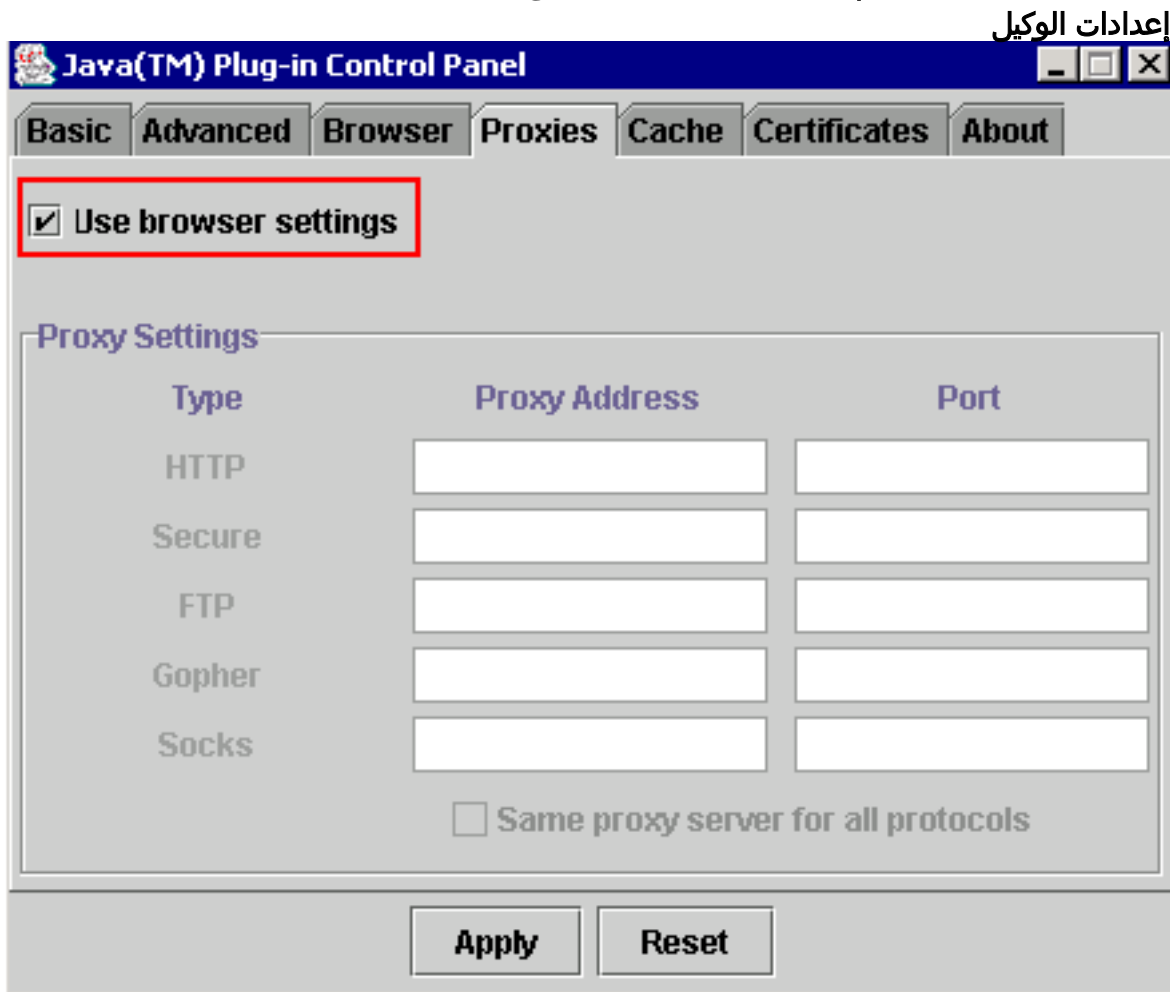 إعدادات الوكيل
Java(TM) Plug-in Control Panel
Basic Advanced Browser Proxies Cache Certificates About
Use browser settings
Proxy Settings
Type Proxy Address Port
HTTP
Secure
FTP
Gopher
Socks
Same proxy server for all protocols
Apply Reset